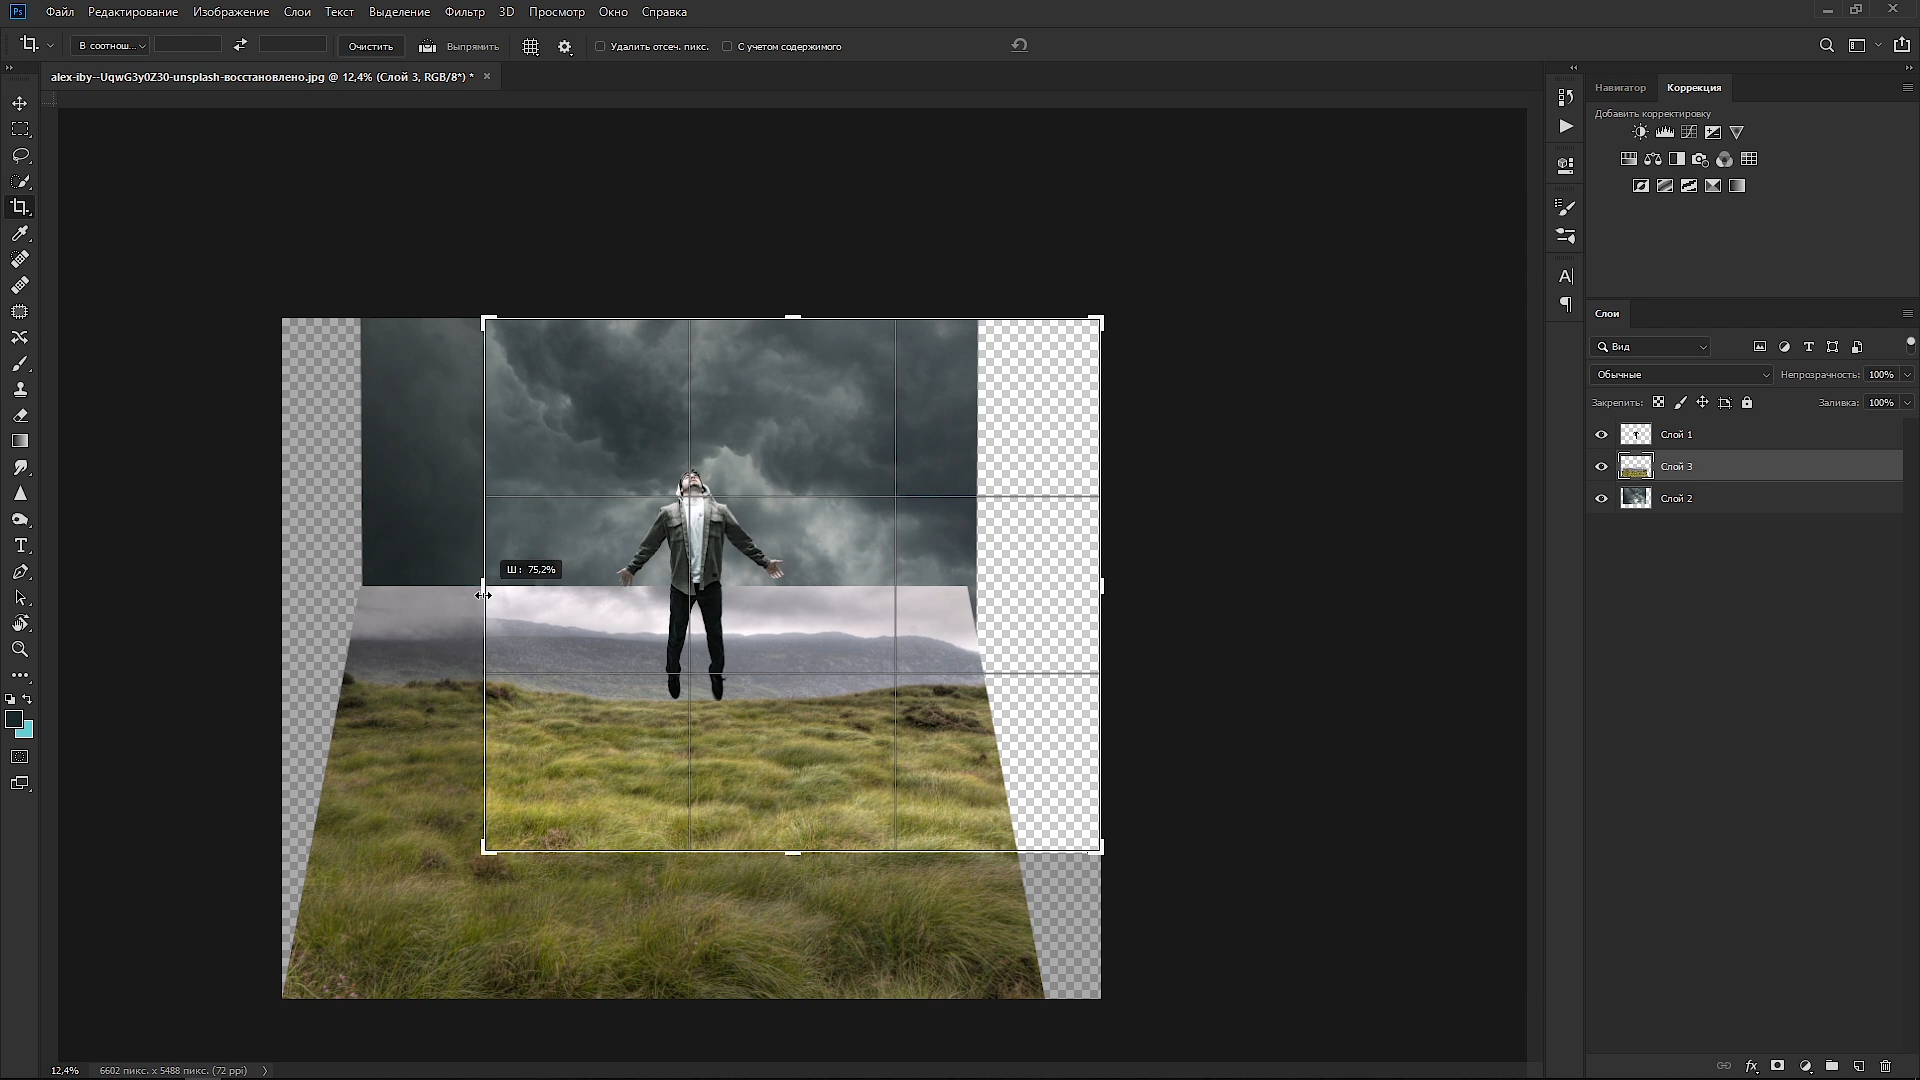 Ps Файл Редактирование Изображение Слои Текст Выделение Фильтр 3D Просмотр Окно Справка
В соотнош... Очистить Выпрямить Удалить отсеч. пикс. С учетом содержимого
alex-iby--UqwG3y0Z30-unsplash-восстановлено.jpg @ 12,4% (Слой 3, RGB/8*) *
Навигатор Коррекция
Добавить корректировку
Слои
Вид
Обычные Непрозрачность: 100%
Закрепить: Заливка: 100%
Слой 1
Слой 3
Слой 2
Ш: 75,2%
12,4% 6602 пикс. x 5488 пикс. (72 ppi)